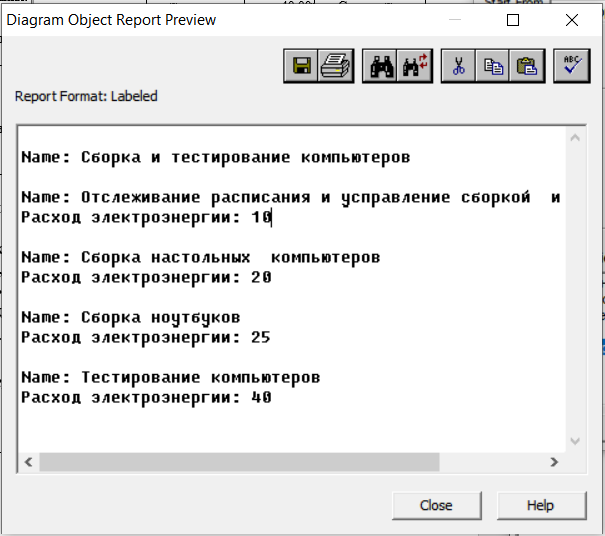 Diagram Object Report Preview
ABC
Report Format: Labeled
Name: Сборка и тестирование компьютеров
Name: Отслеживание расписания и усправление сборкой и
Расход электроэнергии: 10
Name: Сборка настольных компьютеров
Расход электроэнергии: 20
Name: Сборка ноутбуков
Расход электроэнергии: 25
Name: Тестирование компьютеров
Расход электроэнергии: 40
Close Help